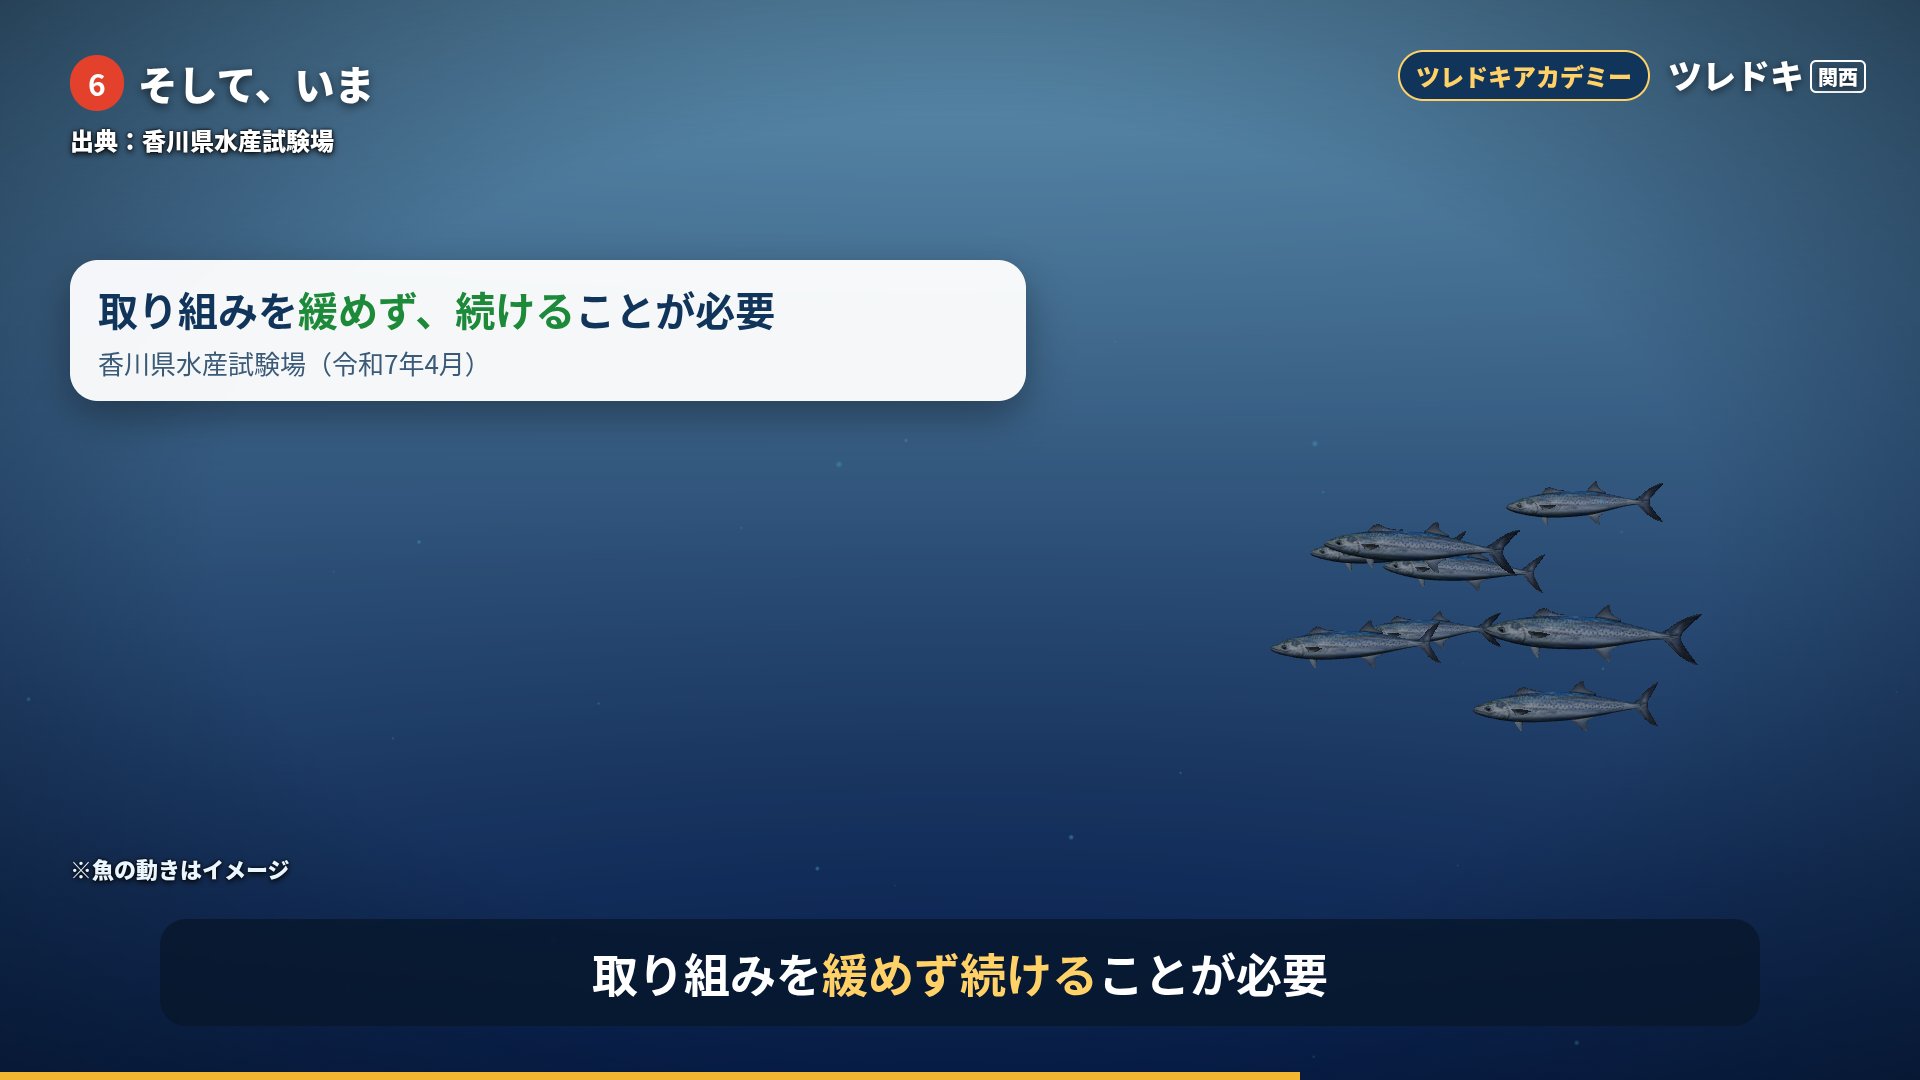 6 そして、いま
出典：香川県水産試験場
ツレドキアカデミー
ツレドキ 関西
取り組みを緩めず、続けることが必要
香川県水産試験場（令和7年4月）
※魚の動きはイメージ
取り組みを緩めず続けることが必要